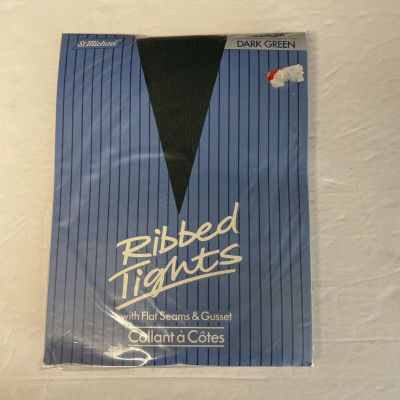 St Michael
MEDIUM
DARK GREEN
Ribbed
Tights
with Flat Seams & Gusset
Collant à Côtes